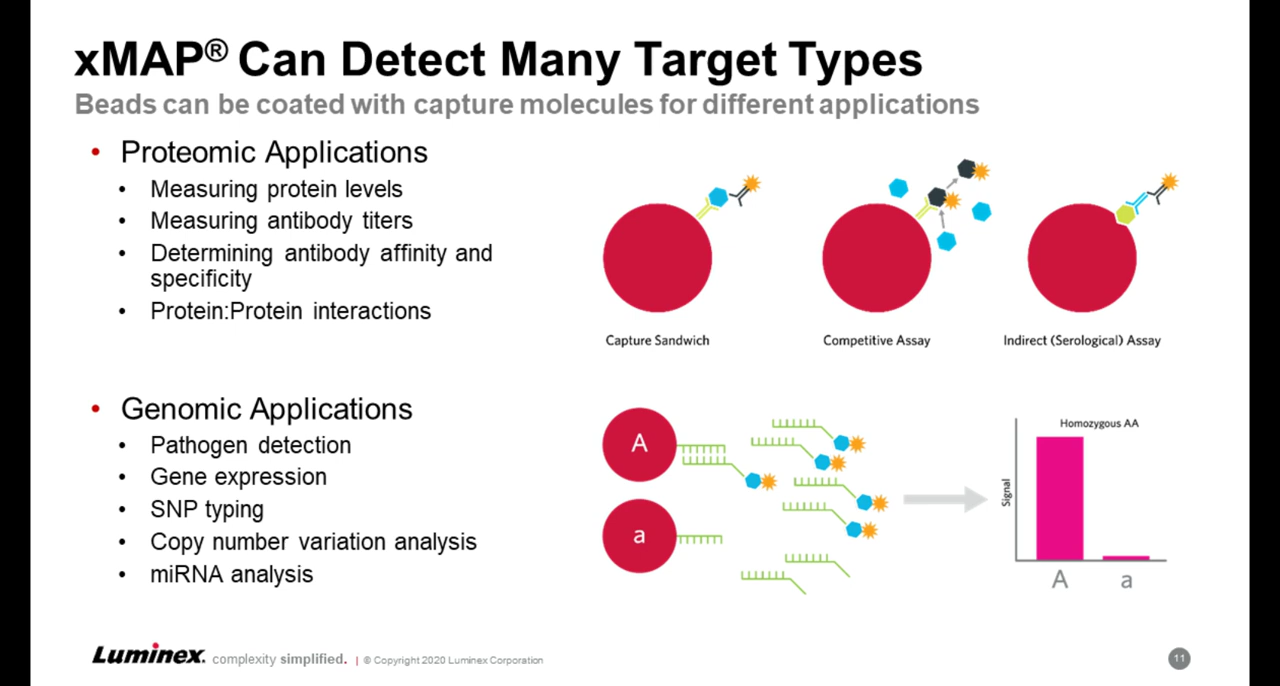 xMAP® Can Detect Many Target Types
Beads can be coated with capture molecules for different applications
• Proteomic Applications
• Measuring protein levels
• Measuring antibody titers
• Determining antibody affinity and
specificity
• Protein:Protein interactions
Capture Sandwich
Competitive Assay
Indirect (Serological) Assay
• Genomic Applications
• Pathogen detection
• Gene expression
• SNP typing
• Copy number variation analysis
• miRNA analysis
A
a
Homozygous AA
Signal
A
a
Luminex. complexity simplified. | © Copyright 2020 Luminex Corporation
11